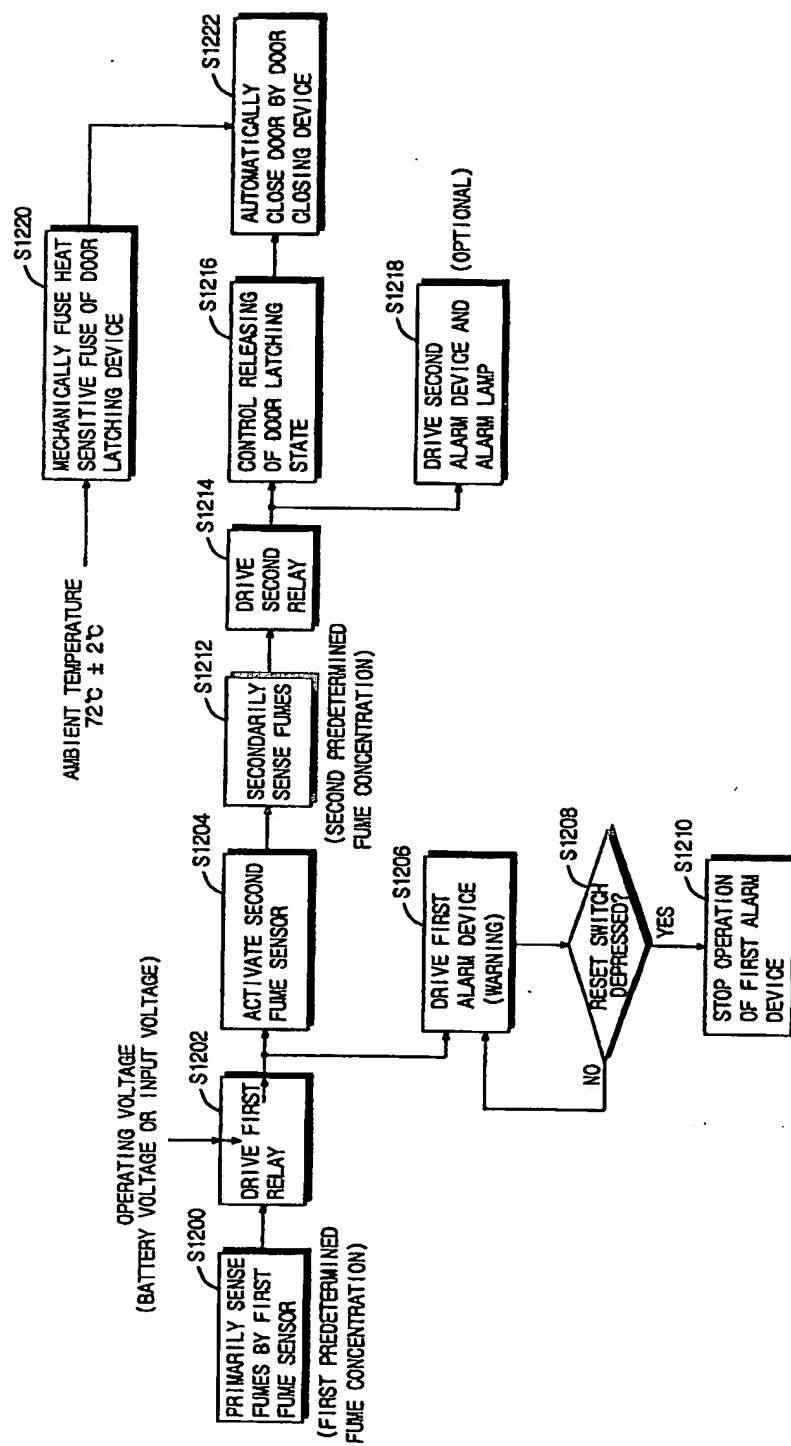 AMBIENT TEMPERATURE
72℃ ± 2℃
S1220
MECHANICALLY FUSE HEAT
SENSITIVE FUSE OF DOOR
LATCHING DEVICE
OPERATING VOLTAGE
(BATTERY VOLTAGE OR INPUT VOLTAGE)
S1200
PRIMARILY SENSE
FUMES BY FIRST
FUME SENSOR
(FIRST PREDETERMINED
FUME CONCENTRATION)
S1202
DRIVE FIRST
RELAY
S1204
ACTIVATE SECOND
FUME SENSOR
S1212
SECONDARILY
SENSE FUMES
(SECOND PREDETERMINED
FUME CONCENTRATION)
S1214
DRIVE
SECOND
RELAY
S1216
CONTROL RELEASING
OF DOOR LATCHING
STATE
S1222
AUTOMATICALLY
CLOSE DOOR BY DOOR
CLOSING DEVICE
S1206
DRIVE FIRST
ALARM DEVICE
(WARNING)
S1218
(OPTIONAL)
DRIVE SECOND
ALARM DEVICE AND
ALARM LAMP
S1208
RESET SWITCH
DEPRESSED?
NO
YES
S1210
STOP OPERATION
OF FIRST ALARM
DEVICE